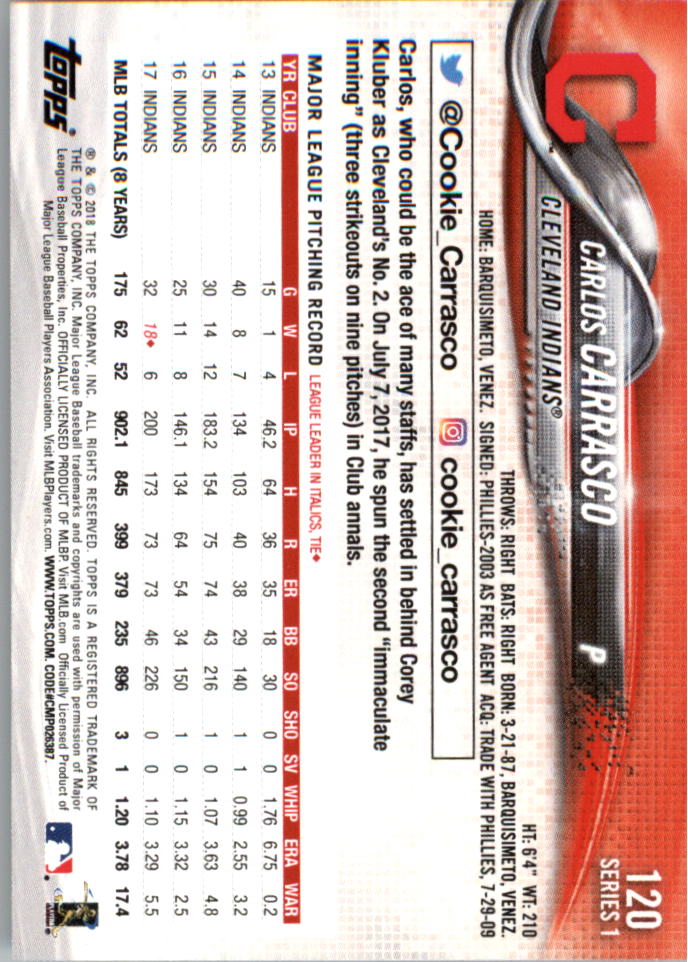 120
SERIES 1
C
CARLOS CARRASCO P
CLEVELAND INDIANS®
HT: 6'4" WT: 210
THROWS: RIGHT BATS: RIGHT BORN: 3-21-87, BARQUISIMETO, VENEZ.
HOME: BARQUISIMETO, VENEZ. SIGNED: PHILLIES-2003 AS FREE AGENT ACQ: TRADE WITH PHILLIES, 7-29-09
@Cookie_Carrasco cookie_carrasco
Carlos, who could be the ace of many staffs, has settled in behind Corey
Kluber as Cleveland's No. 2. On July 7, 2017, he spun the second "immaculate
inning" (three strikeouts on nine pitches) in Club annals.
MAJOR LEAGUE PITCHING RECORD LEAGUE LEADER IN ITALICS, TIE♦
YR CLUB G W L IP H R ER BB SO SHO SV WHIP ERA WAR
13 INDIANS 15 1 4 46.2 64 36 35 18 30 0 0 1.76 6.75 0.2
14 INDIANS 40 8 7 134 103 40 38 29 140 1 1 0.99 2.55 3.2
15 INDIANS 30 14 12 183.2 154 75 74 43 216 1 0 1.07 3.63 4.8
16 INDIANS 25 11 8 146.1 134 64 54 34 150 1 0 1.15 3.32 2.5
17 INDIANS 32 18♦ 6 200 173 73 73 46 226 0 0 1.10 3.29 5.5
MLB TOTALS (8 YEARS) 175 62 52 902.1 845 399 379 235 896 3 1 1.20 3.78 17.4
® & © 2018 THE TOPPS COMPANY, INC. ALL RIGHTS RESERVED. TOPPS IS A REGISTERED TRADEMARK OF
THE TOPPS COMPANY, INC. Major League Baseball trademarks and copyrights are used with permission of Major
League Baseball Properties, Inc. OFFICIALLY LICENSED PRODUCT OF MLBP. Visit MLB.com Officially Licensed Product of
Major League Baseball Players Association. Visit MLBPlayers.com. WWW.TOPPS.COM. CODE#CMP026387.
topps